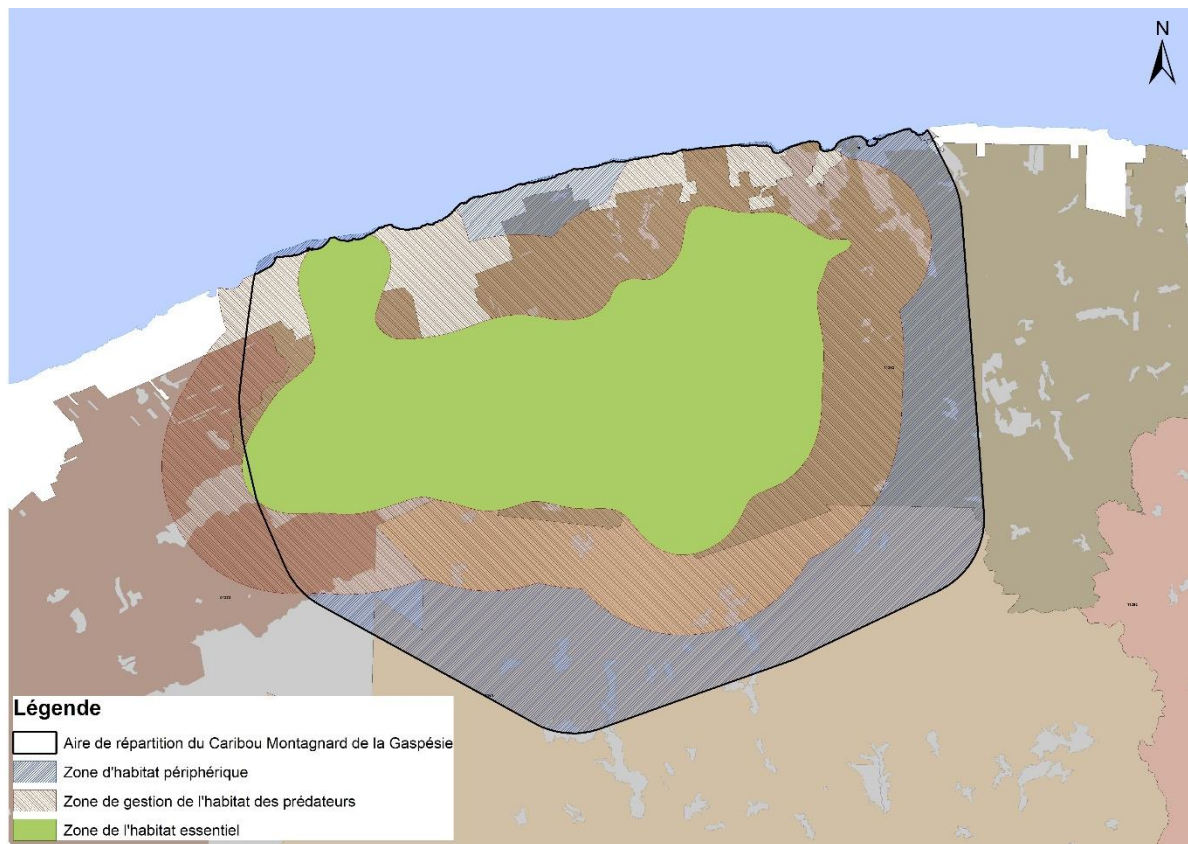 N
Légende
Aire de répartition du Caribou Montagnard de la Gaspésie
Zone d'habitat périphérique
Zone de gestion de l'habitat des prédateurs
Zone de l'habitat essentiel